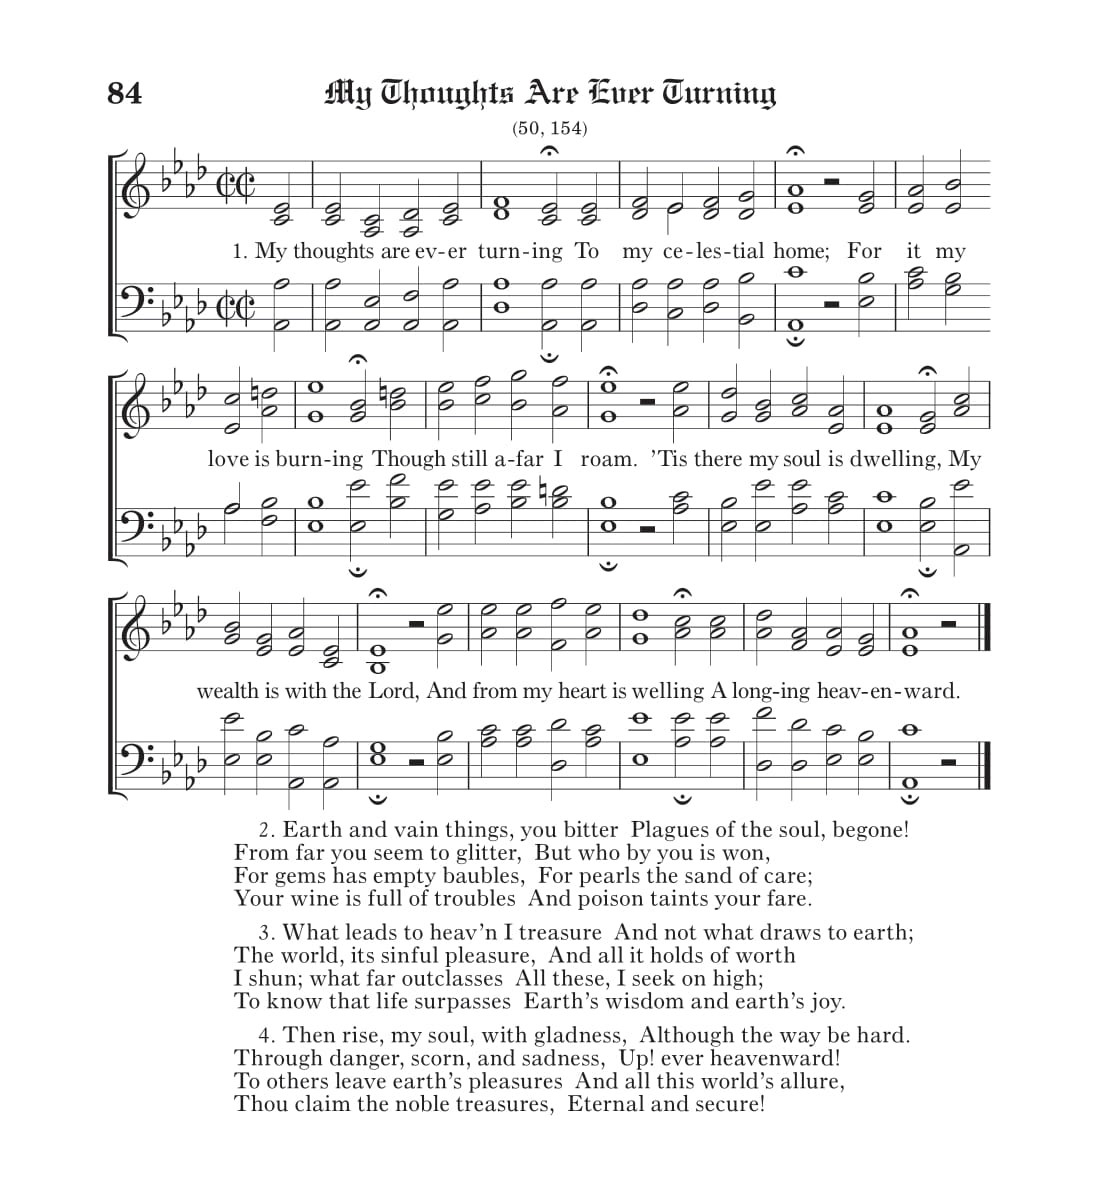 84 My Thoughts Are Ever Turning
(50, 154)
1. My thoughts are ev-er turn-ing To my ce-les-tial home; For it my
love is burn-ing Though still a-far I roam. ’Tis there my soul is dwelling, My
wealth is with the Lord, And from my heart is welling A long-ing heav-en-ward.
2. Earth and vain things, you bitter Plagues of the soul, begone!
From far you seem to glitter, But who by you is won,
For gems has empty baubles, For pearls the sand of care;
Your wine is full of troubles And poison taints your fare.
3. What leads to heav’n I treasure And not what draws to earth;
The world, its sinful pleasure, And all it holds of worth
I shun; what far outclasses All these, I seek on high;
To know that life surpasses Earth’s wisdom and earth’s joy.
4. Then rise, my soul, with gladness, Although the way be hard.
Through danger, scorn, and sadness, Up! ever heavenward!
To others leave earth’s pleasures And all this world’s allure,
Thou claim the noble treasures, Eternal and secure!